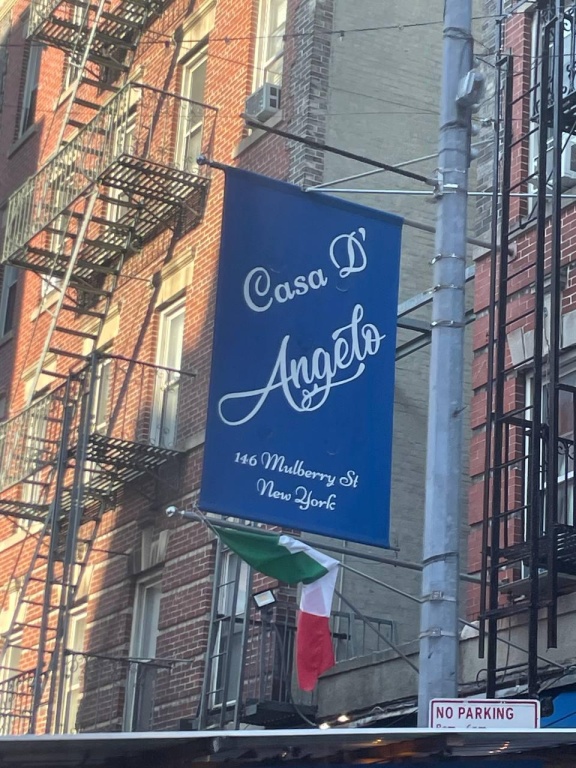 Casa D'
Angelo
146 Mulberry St
New York
NO PARKING